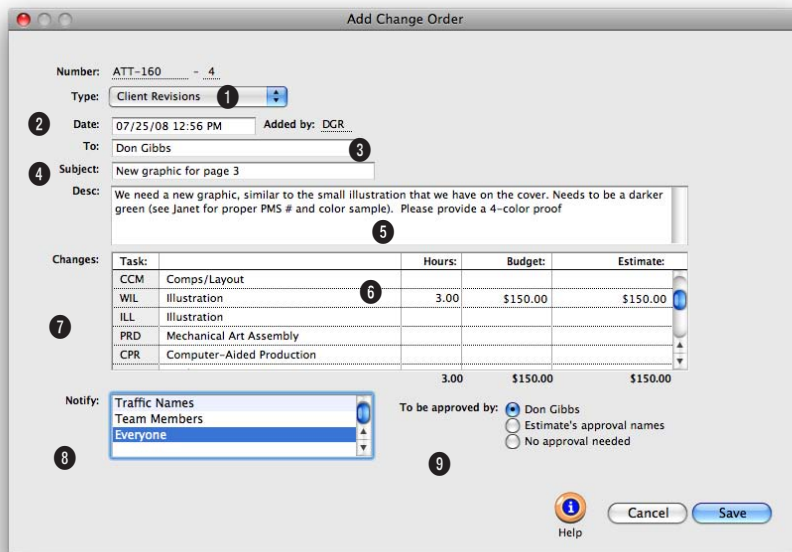 Add Change Order
Number: ATT-160 - 4
Type: Client Revisions 1
2 Date: 07/25/08 12:56 PM Added by: DGR
To: Don Gibbs 3
4 Subject: New graphic for page 3
Desc: We need a new graphic, similar to the small illustration that we have on the cover. Needs to be a darker
green (see Janet for proper PMS # and color sample). Please provide a 4-color proof
5
Changes: Task: Hours: Budget: Estimate:
CCM Comps/Layout
WIL Illustration 6 3.00 $150.00 $150.00
ILL Illustration
7
PRD Mechanical Art Assembly
CPR Computer-Aided Production
3.00 $150.00 $150.00
Notify: Traffic Names
Team Members
Everyone
8
To be approved by: Don Gibbs
Estimate's approval names
No approval needed
9
Help
Cancel Save